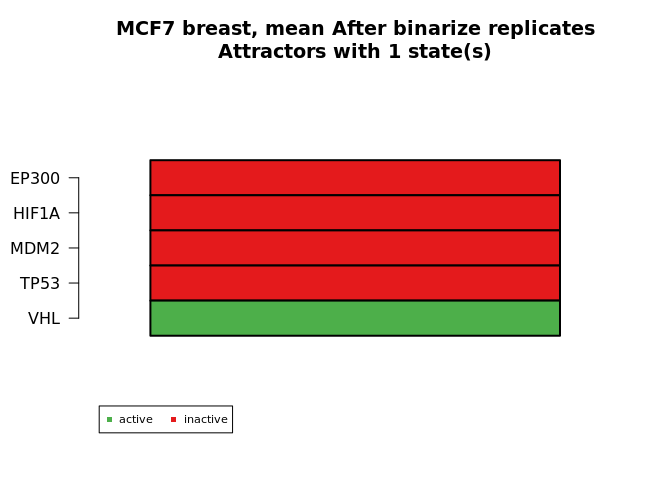 MCF7 breast, mean After binarize replicates
Attractors with 1 state(s)
EP300
HIF1A
MDM2
TP53
VHL
active inactive